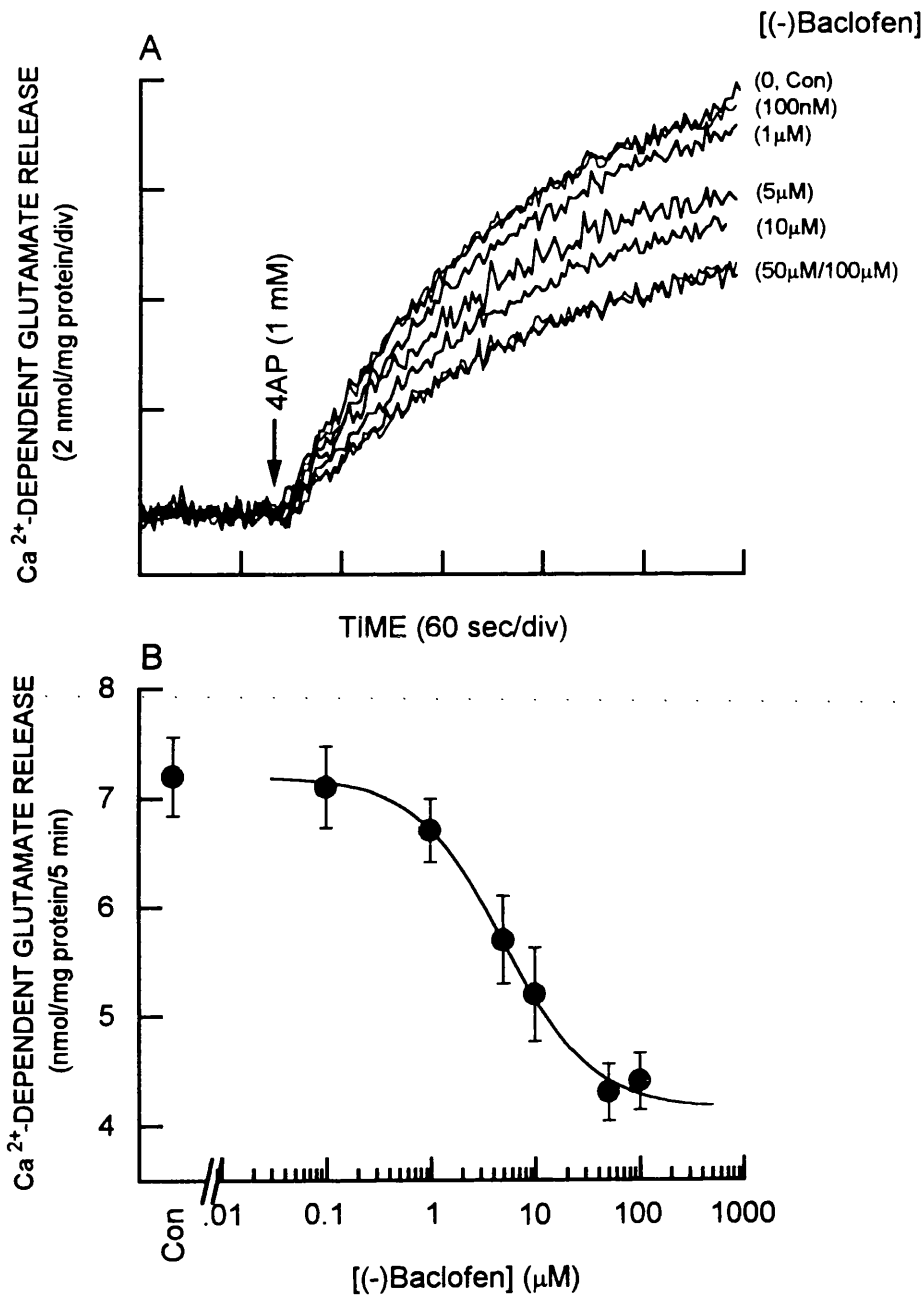 [(-)Baclofen]
A
(0, Con)
(100nM)
(1μM)
(5μM)
(10μM)
(50μM/100μM)
4AP (1 mM)
Ca 2+-DEPENDENT GLUTAMATE RELEASE
(2 nmol/mg protein/div)
TIME (60 sec/div)
B
8
7
6
5
4
Ca 2+-DEPENDENT GLUTAMATE RELEASE
(nmol/mg protein/5 min)
Con .01 0.1 1 10 100 1000
[(-)Baclofen] (μM)